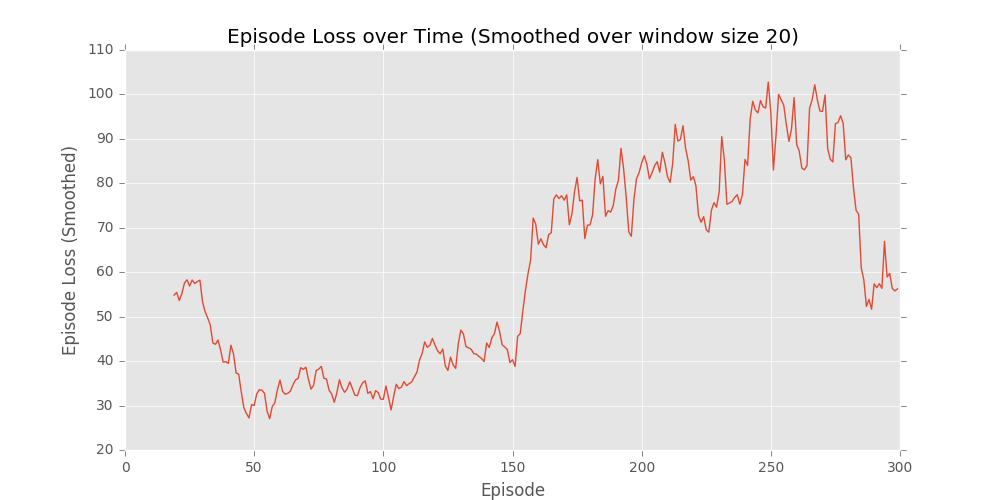 Episode Loss over Time (Smoothed over window size 20)
110
100
90
80
70
60
50
40
30
20
Episode Loss (Smoothed)
0 50 100 150 200 250 300
Episode